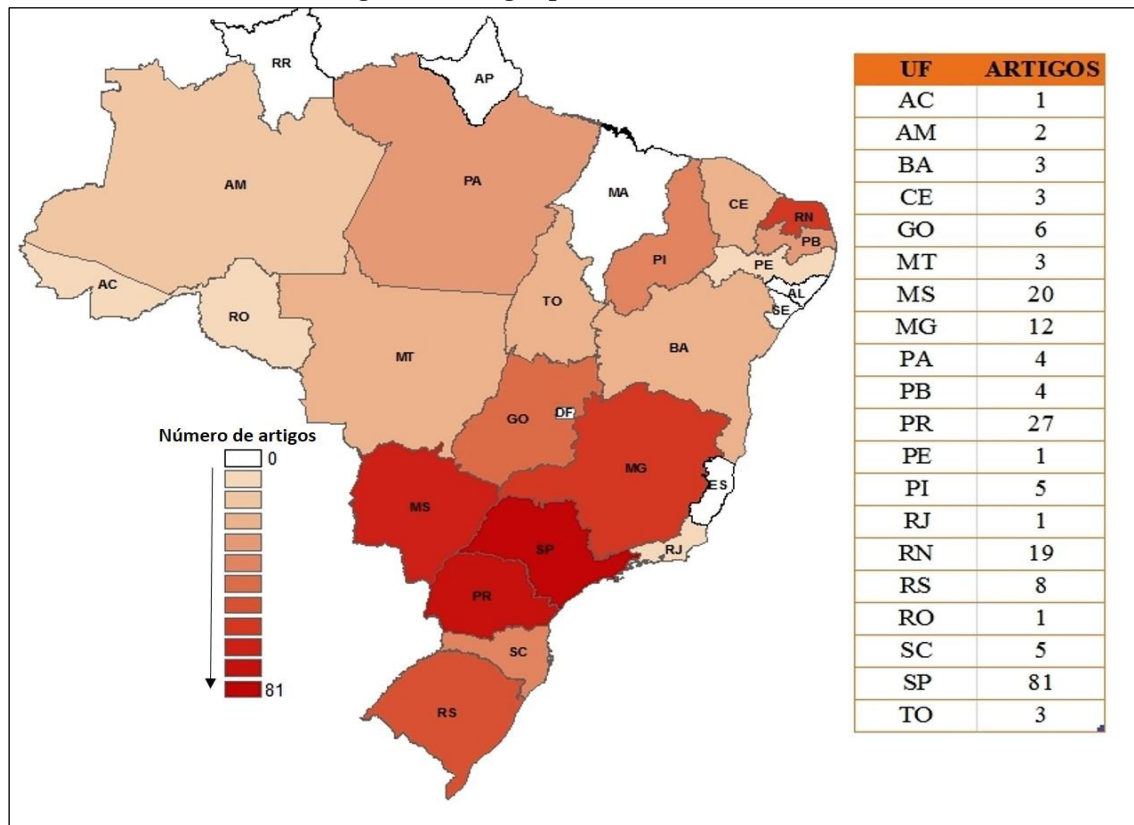 RR
AP
AM
PA
MA
CE
RN
PB
PI
PE
AL
SE
AC
RO
TO
BA
MT
GO
DF
MG
ES
MS
SP
RJ
PR
SC
RS
Número de artigos
0
81
UF ARTIGOS
AC 1
AM 2
BA 3
CE 3
GO 6
MT 3
MS 20
MG 12
PA 4
PB 4
PR 27
PE 1
PI 5
RJ 1
RN 19
RS 8
RO 1
SC 5
SP 81
TO 3